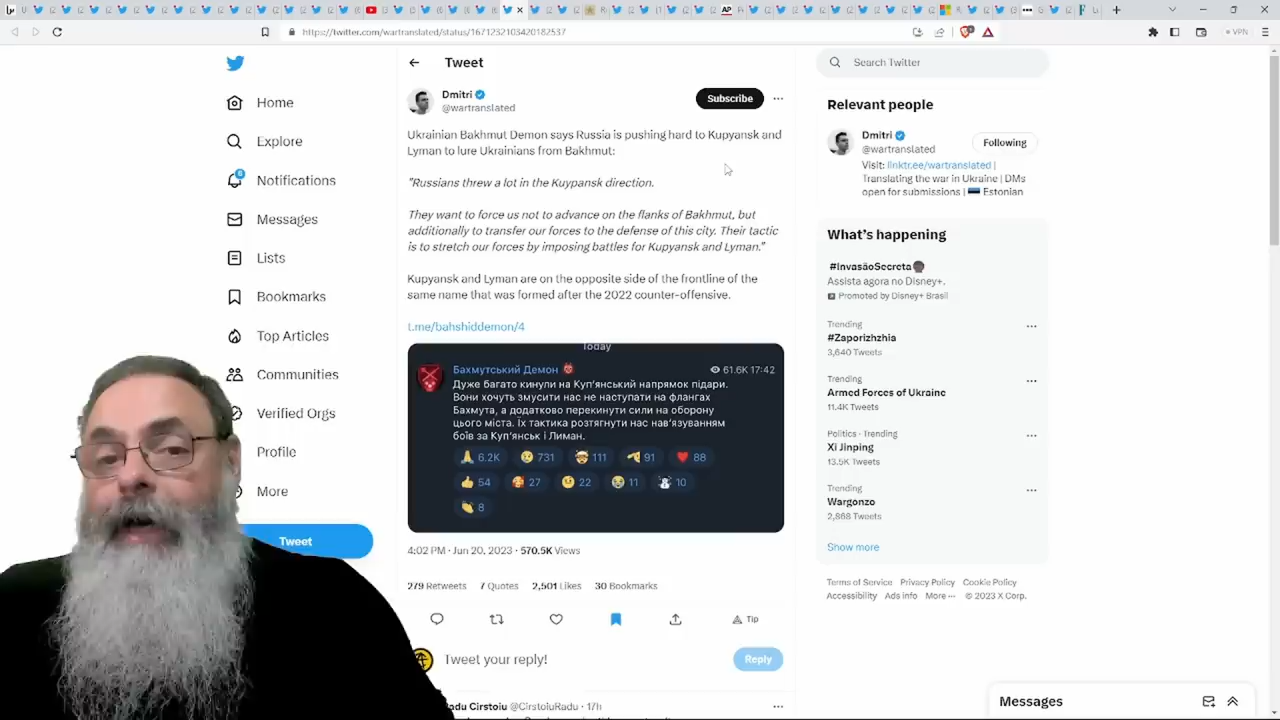 https://twitter.com/wartranslated/status/1671232103420182537
VPN
Home
Explore
6
Notifications
Messages
Lists
Bookmarks
Top Articles
Communities
Verified Orgs
Profile
More
Tweet
Tweet
Dmitri
@wartranslated
Subscribe
Ukrainian Bakhmut Demon says Russia is pushing hard to Kupyansk and
Lyman to lure Ukrainians from Bakhmut:
"Russians threw a lot in the Kuypansk direction.
They want to force us not to advance on the flanks of Bakhmut, but
additionally to transfer our forces to the defense of this city. Their tactic
is to stretch our forces by imposing battles for Kupyansk and Lyman."
Kupyansk and Lyman are on the opposite side of the frontline of the
same name that was formed after the 2022 counter-offensive.
t.me/bahshiddemon/4
Today
Бахмутський Демон
61.6K 17:42
Дуже багато кинули на Куп'янський напрямок підари.
Вони хочуть змусити нас не наступати на флангах
Бахмута, а додатково перекинути сили на оборону
цього міста. Їх тактика розтягнути нас нав'язуванням
боїв за Куп'янськ і Лиман.
6.2K 731 111 91 88
54 27 22 11 10
8
4:02 PM · Jun 20, 2023 · 570.5K Views
279 Retweets 7 Quotes 2,501 Likes 30 Bookmarks
Tip
Tweet your reply!
Reply
Radu Cirstoiu @CirstoiuRadu · 17h
Search Twitter
Relevant people
Dmitri
@wartranslated
Following
Visit: linktr.ee/wartranslated |
Translating the war in Ukraine | DMs
open for submissions | Estonian
What's happening
#InvasãoSecreta
Assista agora no Disney+.
Promoted by Disney+ Brasil
Trending
#Zaporizhzhia
3,640 Tweets
Trending
Armed Forces of Ukraine
11.4K Tweets
Politics · Trending
Xi Jinping
13.5K Tweets
Trending
Wargonzo
2,868 Tweets
Show more
Terms of Service Privacy Policy Cookie Policy
Accessibility Ads info More ··· © 2023 X Corp.
Messages